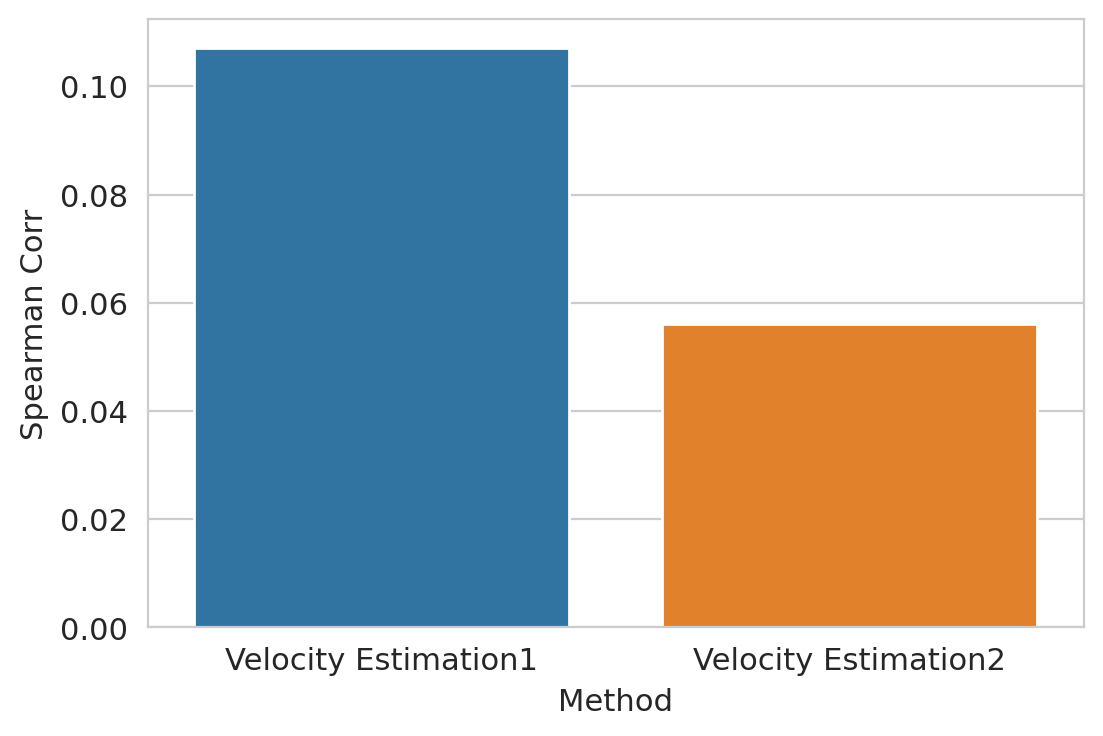 0.10
0.08
0.06
0.04
0.02
0.00
Spearman Corr
Velocity Estimation1
Velocity Estimation2
Method